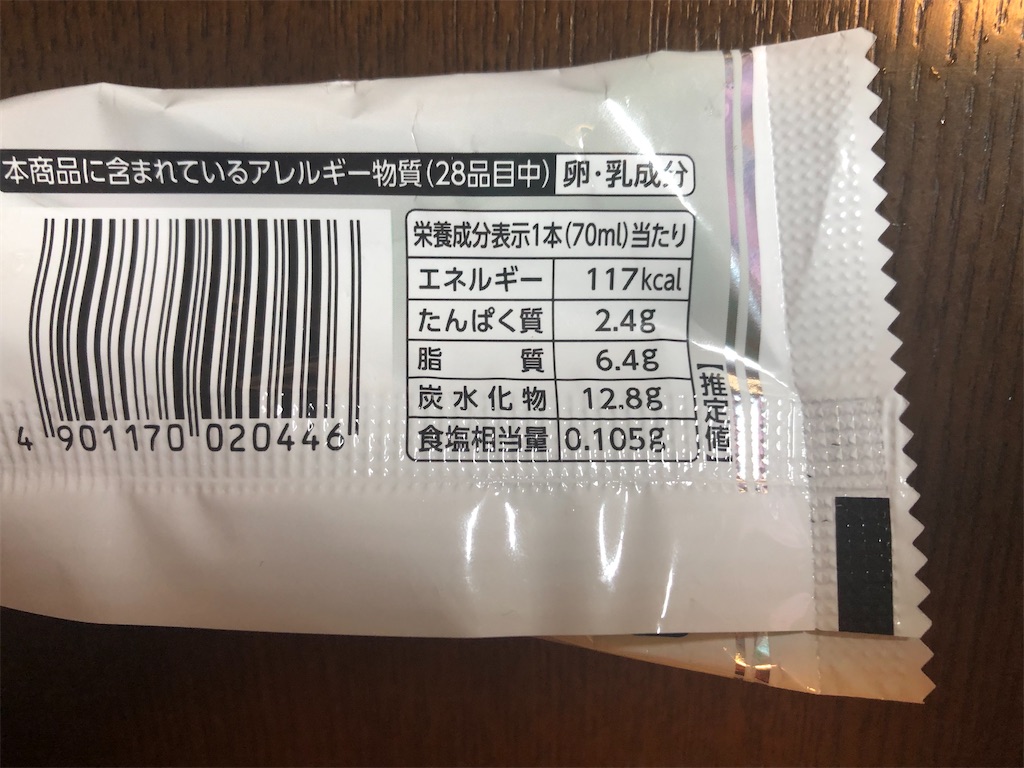 本商品に含まれているアレルギー物質(28品目中) 卵・乳成分
栄養成分表示1本(70ml)当たり
エネルギー 117kcal
たんぱく質 2.4g
脂質 6.4g
炭水化物 12.8g
食塩相当量 0.105g
【推定値】
4 901170 020446